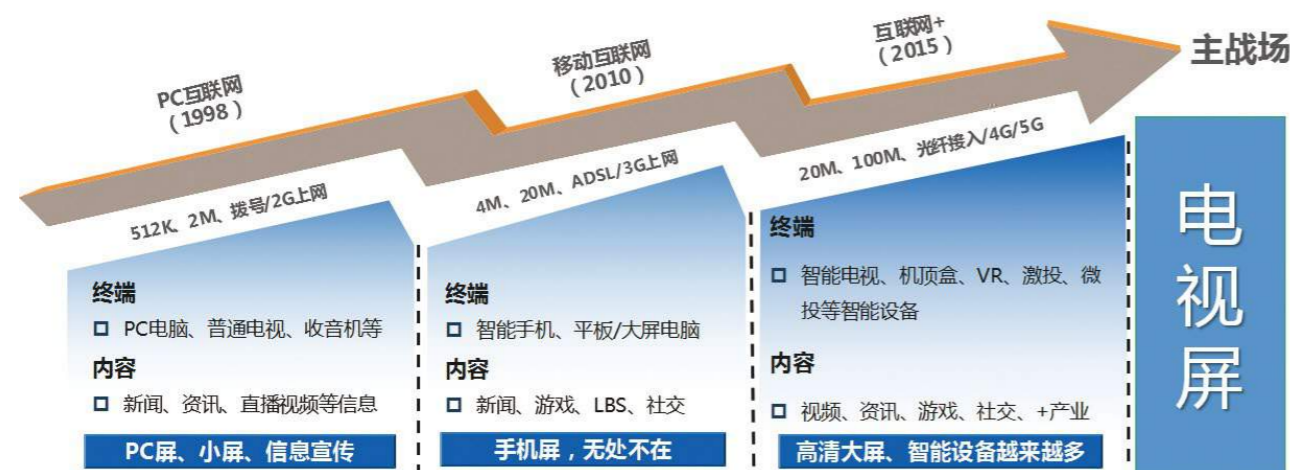 PC互联网
（1998）
512K、2M、拨号/2G上网
终端
PC电脑、普通电视、收音机等
内容
新闻、资讯、直播视频等信息
PC屏、小屏、信息宣传
移动互联网
（2010）
4M、20M、ADSL/3G上网
终端
智能手机、平板/大屏电脑
内容
新闻、游戏、LBS、社交
手机屏，无处不在
互联网+
（2015）
20M、100M、光纤接入/4G/5G
终端
智能电视、机顶盒、VR、激投、微
投等智能设备
内容
视频、资讯、游戏、社交、+产业
高清大屏、智能设备越来越多
主战场
电视屏